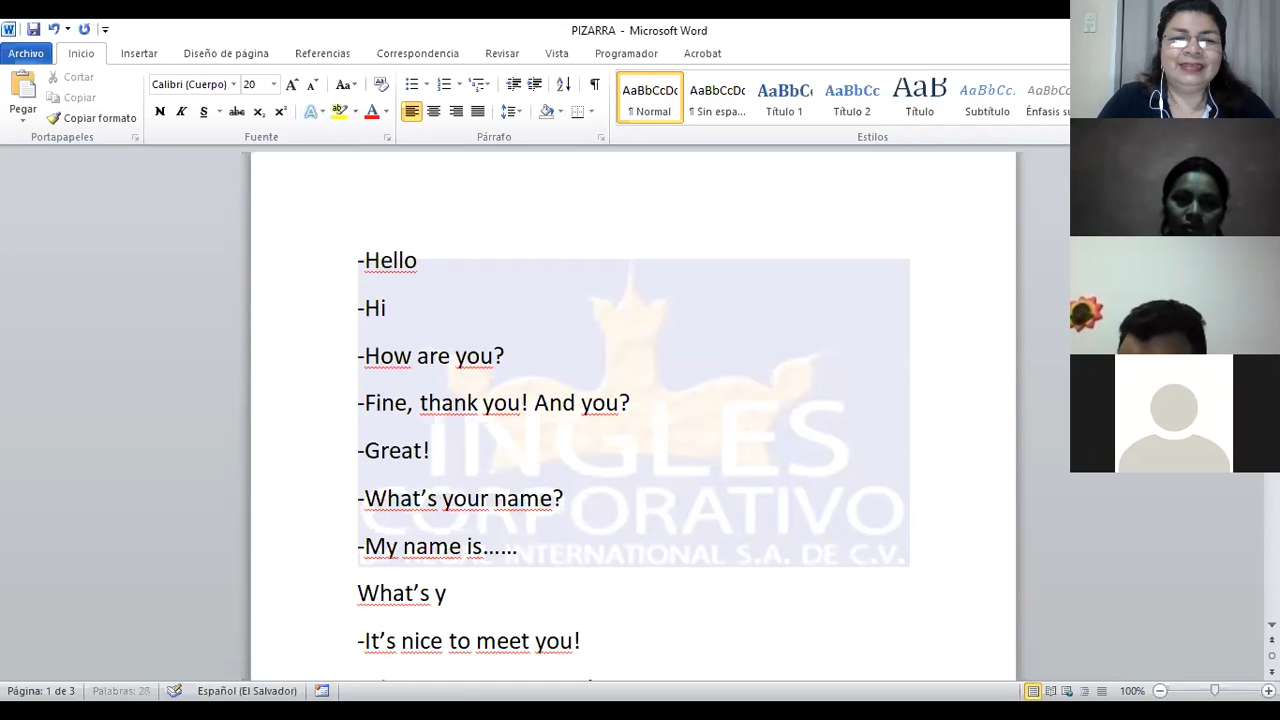 PIZARRA - Microsoft Word
Archivo Inicio Insertar Diseño de página Referencias Correspondencia Revisar Vista Programador Acrobat
Pegar
Cortar
Copiar
Copiar formato
Portapapeles
Calibri (Cuerpo) 20
Fuente
Párrafo
AaBbCcDc AaBbCcDc AaBbC AaBbCc AaB AaBbCc. AaBbCcD
¶ Normal ¶ Sin espa... Título 1 Título 2 Título Subtítulo Énfasis su
Estilos
-Hello
-Hi
-How are you?
-Fine, thank you! And you?
-Great!
-What's your name?
-My name is......
What's y
-It's nice to meet you!
INGLES
CORPORATIVO
INTERNATIONAL S.A. DE C.V.
Página: 1 de 3 Palabras: 28 Español (El Salvador) 100%